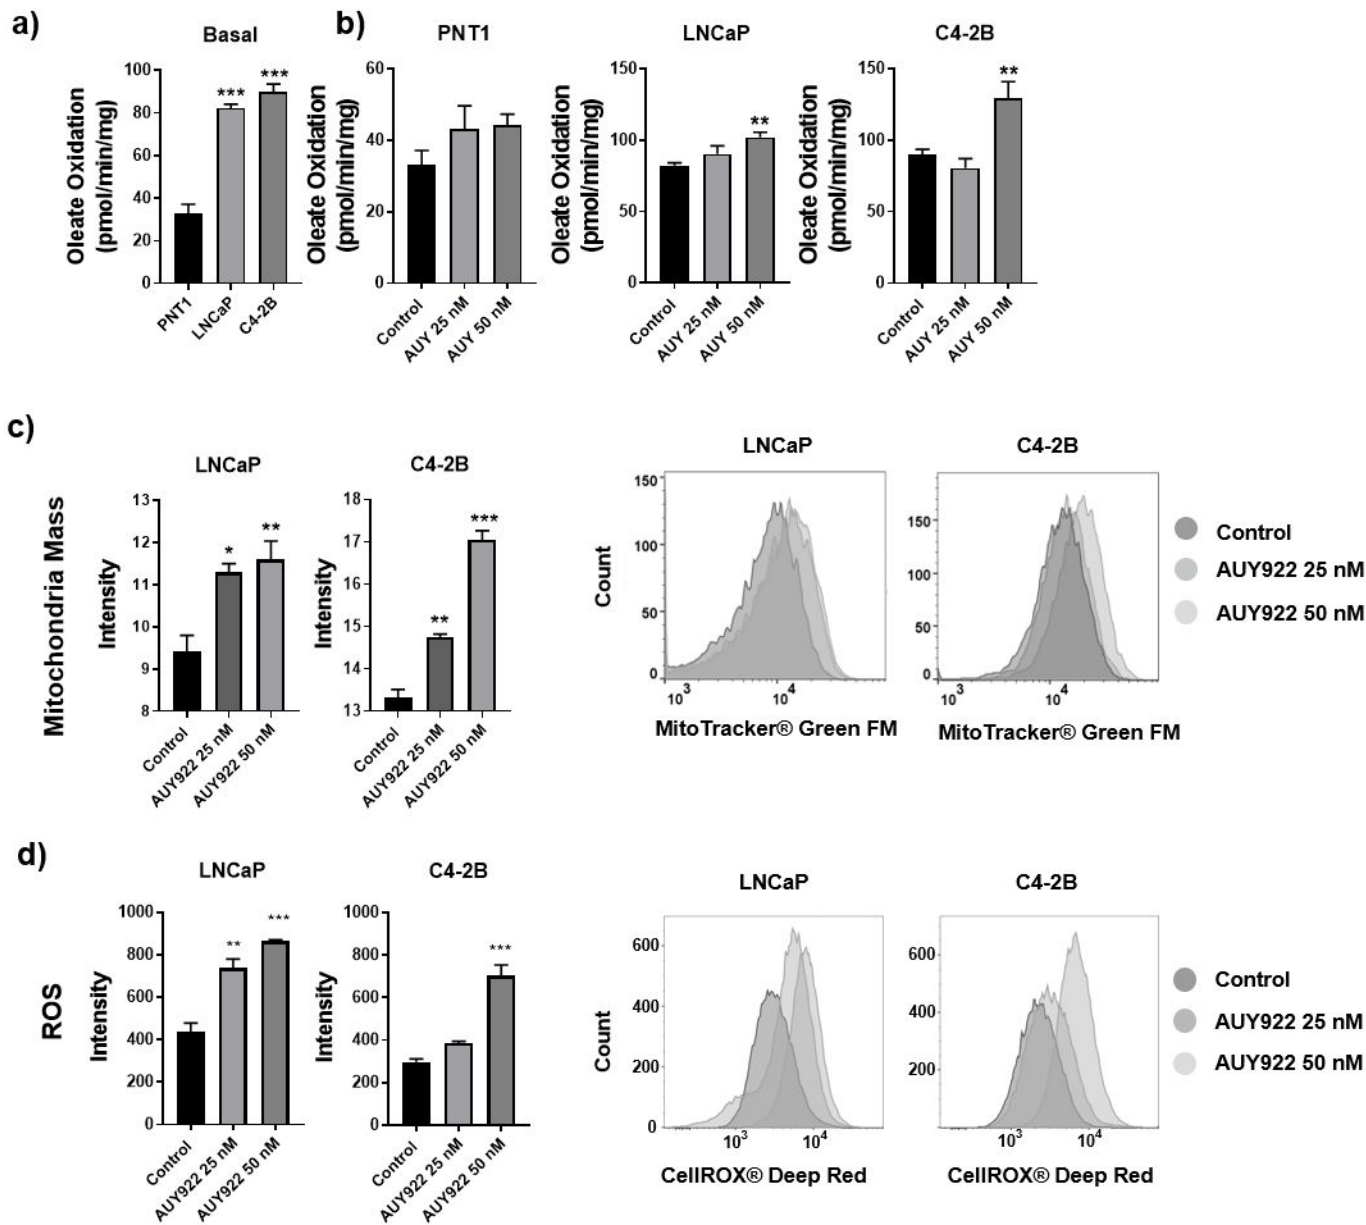 a)
Basal
Oleate Oxidation
(pmol/min/mg)
100
80
60
40
20
0
***
***
PNT1
LNCaP
C4-2B
b)
PNT1
Oleate Oxidation
(pmol/min/mg)
60
40
20
0
Control
AUY 25 nM
AUY 50 nM
LNCaP
Oleate Oxidation
(pmol/min/mg)
150
100
50
0
**
Control
AUY 25 nM
AUY 50 nM
C4-2B
Oleate Oxidation
(pmol/min/mg)
150
100
50
0
**
Control
AUY 25 nM
AUY 50 nM
c)
Mitochondria Mass
LNCaP
Intensity
13
12
11
10
9
8
*
**
Control
AUY922 25 nM
AUY922 50 nM
C4-2B
Intensity
18
17
16
15
14
13
**
***
Control
AUY922 25 nM
AUY922 50 nM
LNCaP
Count
150
100
50
0
10³
10⁴
MitoTracker® Green FM
C4-2B
150
100
50
0
10³
10⁴
MitoTracker® Green FM
Control
AUY922 25 nM
AUY922 50 nM
d)
ROS
LNCaP
Intensity
1000
800
600
400
200
0
**
***
Control
AUY922 25 nM
AUY922 50 nM
C4-2B
Intensity
1000
800
600
400
200
0
***
Control
AUY922 25 nM
AUY922 50 nM
LNCaP
Count
600
400
200
0
10³
10⁴
CellROX® Deep Red
C4-2B
600
400
200
10³
10⁴
CellROX® Deep Red
Control
AUY922 25 nM
AUY922 50 nM